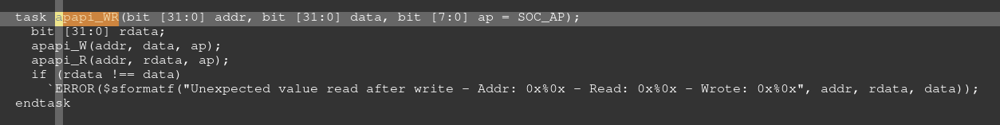 task apapi_WR(bit [31:0] addr, bit [31:0] data, bit [7:0] ap = SOC_AP);
  bit [31:0] rdata;
  apapi_W(addr, data, ap);
  apapi_R(addr, rdata, ap);
  if (rdata !== data)
    `ERROR($sformatf("Unexpected value read after write - Addr: 0x%0x - Read: 0x%0x - Wrote: 0x%0x", addr, rdata, data));
endtask